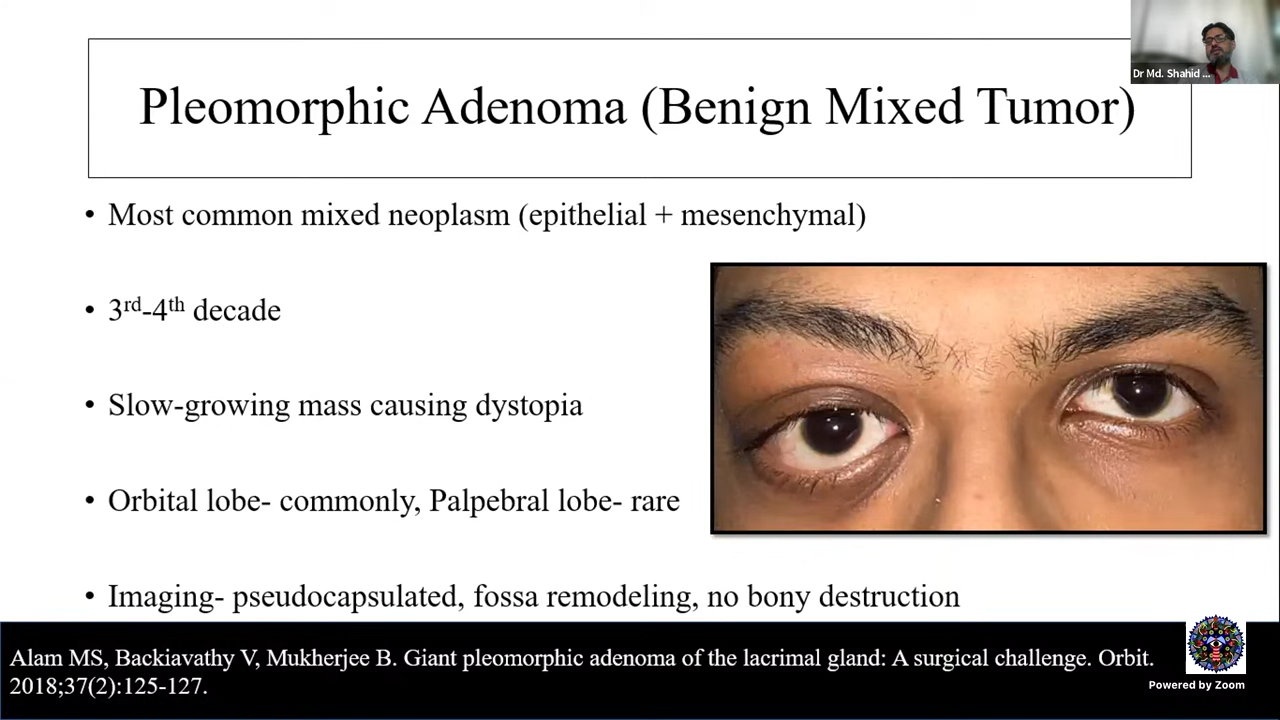 Dr Md. Shahid ...
Pleomorphic Adenoma (Benign Mixed Tumor)
• Most common mixed neoplasm (epithelial + mesenchymal)
• 3rd-4th decade
• Slow-growing mass causing dystopia
• Orbital lobe- commonly, Palpebral lobe- rare
• Imaging- pseudocapsulated, fossa remodeling, no bony destruction
Alam MS, Backiavathy V, Mukherjee B. Giant pleomorphic adenoma of the lacrimal gland: A surgical challenge. Orbit.
2018;37(2):125-127.
Powered by Zoom